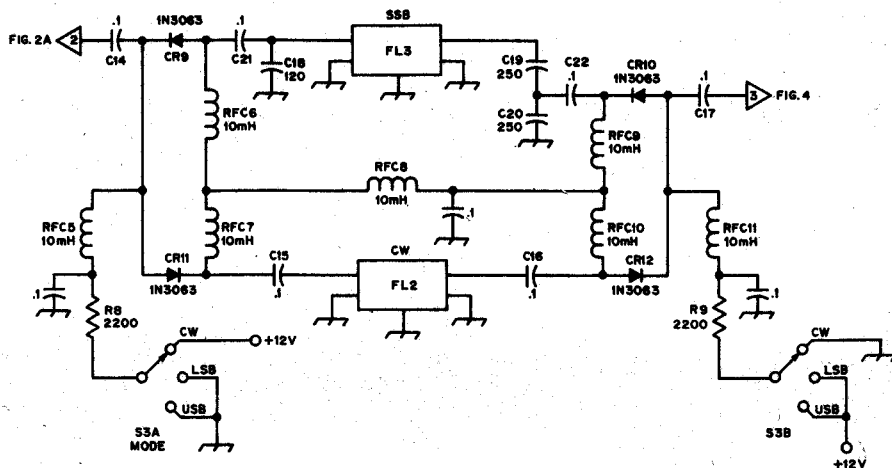 SSB
FIG. 2A
2
.1
C14
1N3063
CR9
.1
C21
C18
120
FL3
C19
250
C20
250
C22
.1
CR10
1N3063
.1
C17
3
FIG. 4
RFC6
10mH
RFC9
10mH
RFC8
10mH
.1
RFC5
10mH
RFC7
10mH
RFC10
10mH
RFC11
10mH
CR11
1N3063
C15
.1
CW
FL2
C16
.1
CR12
1N3063
.1
R8
2200
.1
R9
2200
CW
+12V
LSB
USB
S3A
MODE
CW
LSB
USB
S3B
+12V